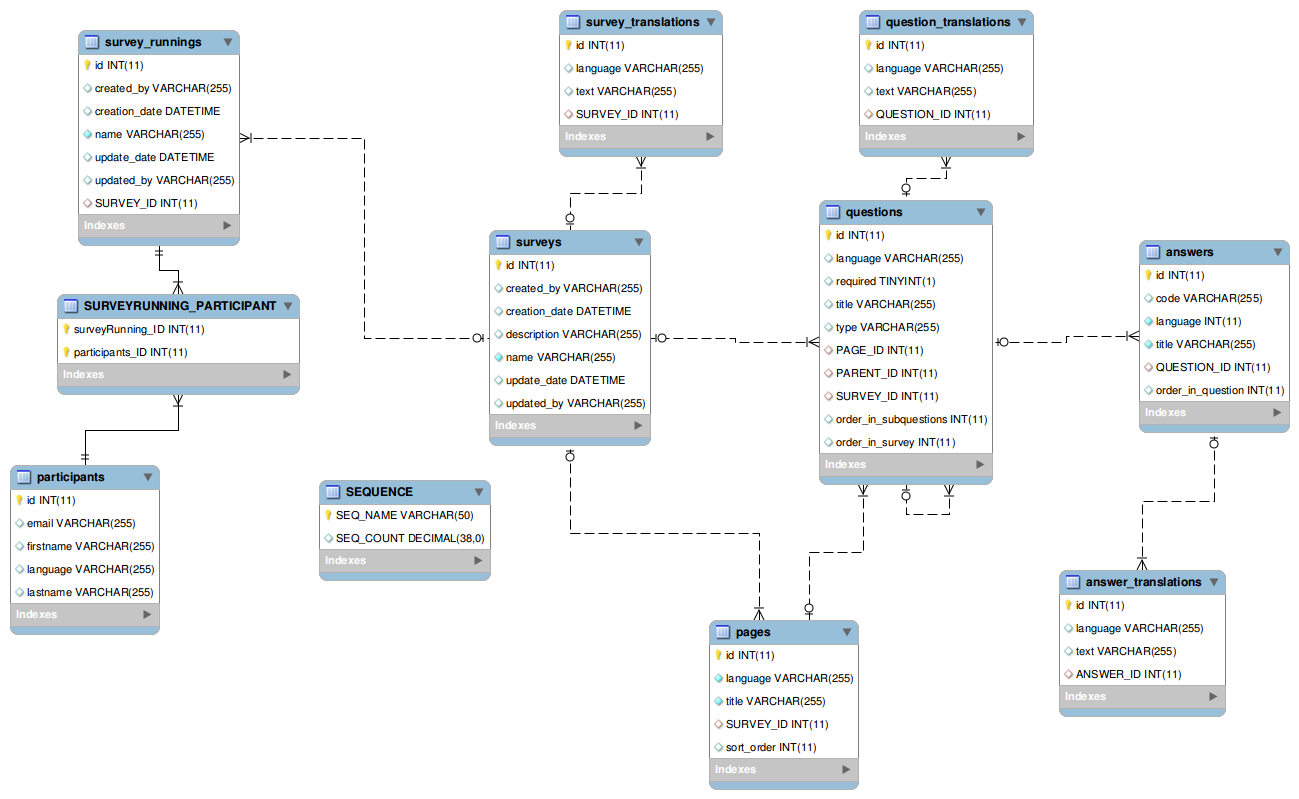 survey_runnings
id INT(11)
created_by VARCHAR(255)
creation_date DATETIME
name VARCHAR(255)
update_date DATETIME
updated_by VARCHAR(255)
SURVEY_ID INT(11)
Indexes
survey_translations
id INT(11)
language VARCHAR(255)
text VARCHAR(255)
SURVEY_ID INT(11)
Indexes
question_translations
id INT(11)
language VARCHAR(255)
text VARCHAR(255)
QUESTION_ID INT(11)
Indexes
surveys
id INT(11)
created_by VARCHAR(255)
creation_date DATETIME
description VARCHAR(255)
name VARCHAR(255)
update_date DATETIME
updated_by VARCHAR(255)
Indexes
questions
id INT(11)
language VARCHAR(255)
required TINYINT(1)
title VARCHAR(255)
type VARCHAR(255)
PAGE_ID INT(11)
PARENT_ID INT(11)
SURVEY_ID INT(11)
order_in_subquestions INT(11)
order_in_survey INT(11)
Indexes
answers
id INT(11)
code VARCHAR(255)
language INT(11)
title VARCHAR(255)
QUESTION_ID INT(11)
order_in_question INT(11)
Indexes
SURVEYRUNNING_PARTICIPANT
surveyRunning_ID INT(11)
participants_ID INT(11)
Indexes
participants
id INT(11)
email VARCHAR(255)
firstname VARCHAR(255)
language VARCHAR(255)
lastname VARCHAR(255)
Indexes
SEQUENCE
SEQ_NAME VARCHAR(50)
SEQ_COUNT DECIMAL(38,0)
Indexes
pages
id INT(11)
language VARCHAR(255)
title VARCHAR(255)
SURVEY_ID INT(11)
sort_order INT(11)
Indexes
answer_translations
id INT(11)
language VARCHAR(255)
text VARCHAR(255)
ANSWER_ID INT(11)
Indexes